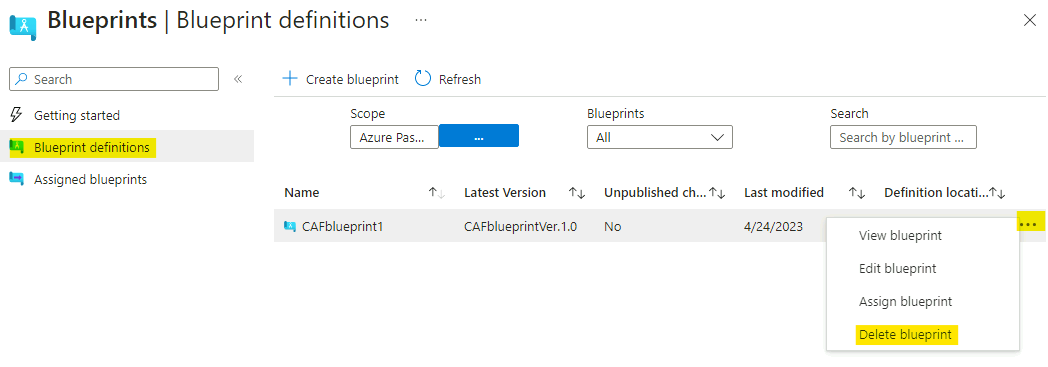 Blueprints | Blueprint definitions ...
Search «
Getting started
Blueprint definitions
Assigned blueprints
+ Create blueprint Refresh
Scope Blueprints Search
Azure Pas... ... All Search by blueprint ...
Name ↑↓ Latest Version ↑↓ Unpublished ch...↑↓ Last modified ↑↓ Definition locati...↑↓
CAFblueprint1 CAFblueprintVer.1.0 No 4/24/2023 ...
View blueprint
Edit blueprint
Assign blueprint
Delete blueprint